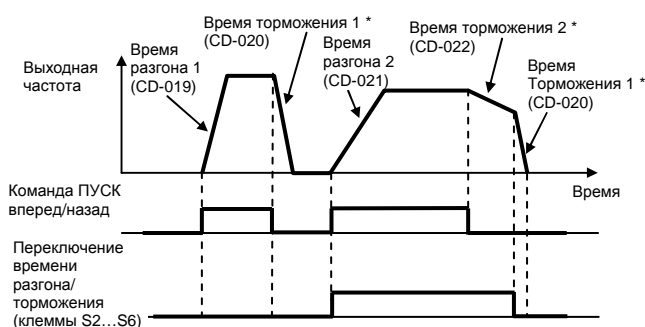 Выходная
частота
Время
разгона 1
(CD-019)
Время торможения 1 *
(CD-020)
Время
разгона 2
(CD-021)
Время торможения 2 *
(CD-022)
Время
Торможения 1 *
(CD-020)
Время
Команда ПУСК
вперед/назад
Переключение
времени
разгона/
торможения
(клеммы S2...S6)